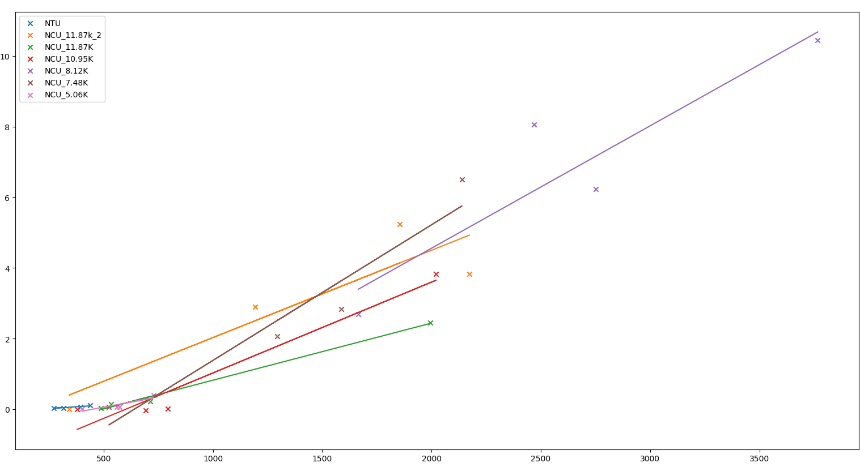 NTU
NCU_11.87k_2
NCU_11.87K
NCU_10.95K
NCU_8.12K
NCU_7.48K
NCU_5.06K
10
8
6
4
2
0
500 1000 1500 2000 2500 3000 3500